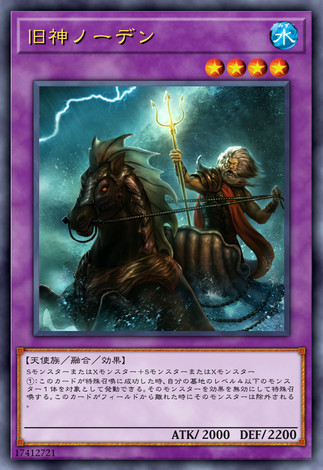 旧神ノーデン
水
【天使族／融合／効果】
SモンスターまたはXモンスター+SモンスターまたはXモンスター
①:このカードが特殊召喚に成功した時、自分の墓地のレベル4以下のモンス
ター1体を対象として発動できる。そのモンスターを効果を無効にして特殊召
喚する。このカードがフィールドから離れた時にそのモンスターは除外される
。
ATK/ 2000 DEF/2200
17412721